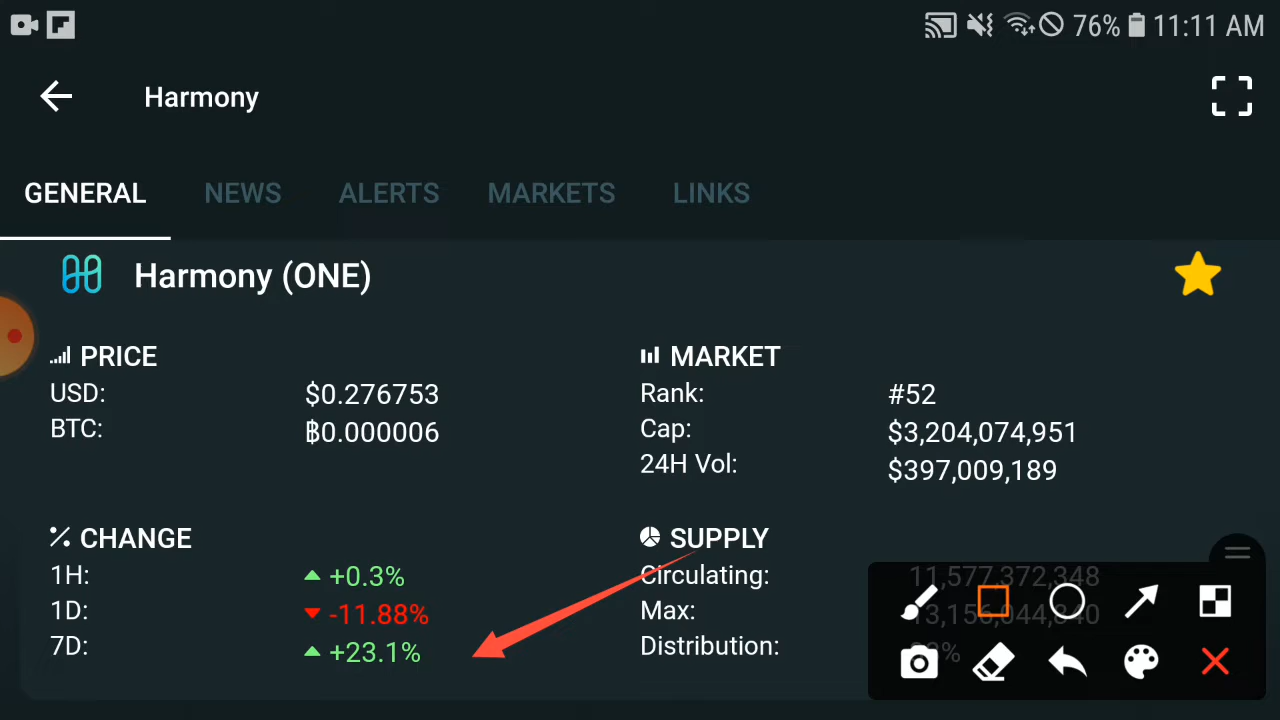 76% 11:11 AM
Harmony
GENERAL NEWS ALERTS MARKETS LINKS
Harmony (ONE)
PRICE
USD: $0.276753
BTC: ฿0.000006
MARKET
Rank: #52
Cap: $3,204,074,951
24H Vol: $397,009,189
CHANGE
1H: +0.3%
1D: -11.88%
7D: +23.1%
SUPPLY
Circulating: 11,577,372,348
Max:
Distribution: